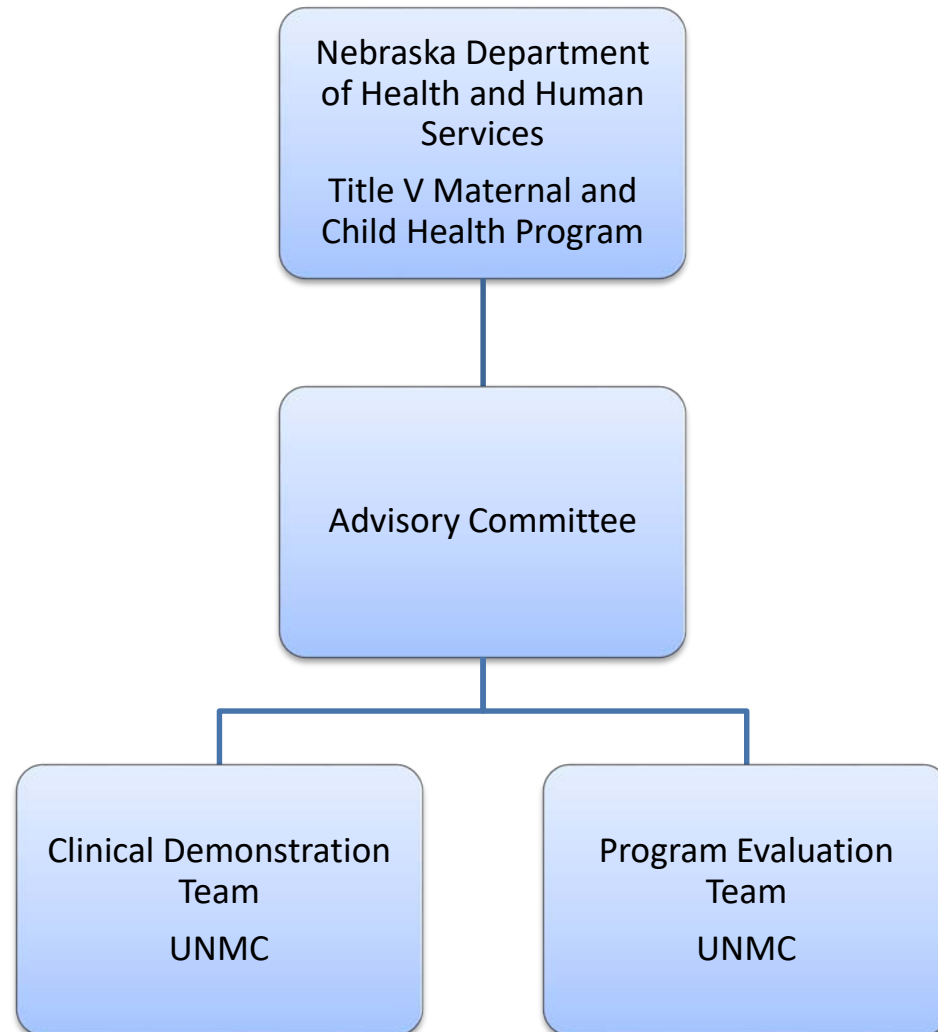 Nebraska Department
of Health and Human
Services
Title V Maternal and
Child Health Program
Advisory Committee
Clinical Demonstration
Team
UNMC
Program Evaluation
Team
UNMC